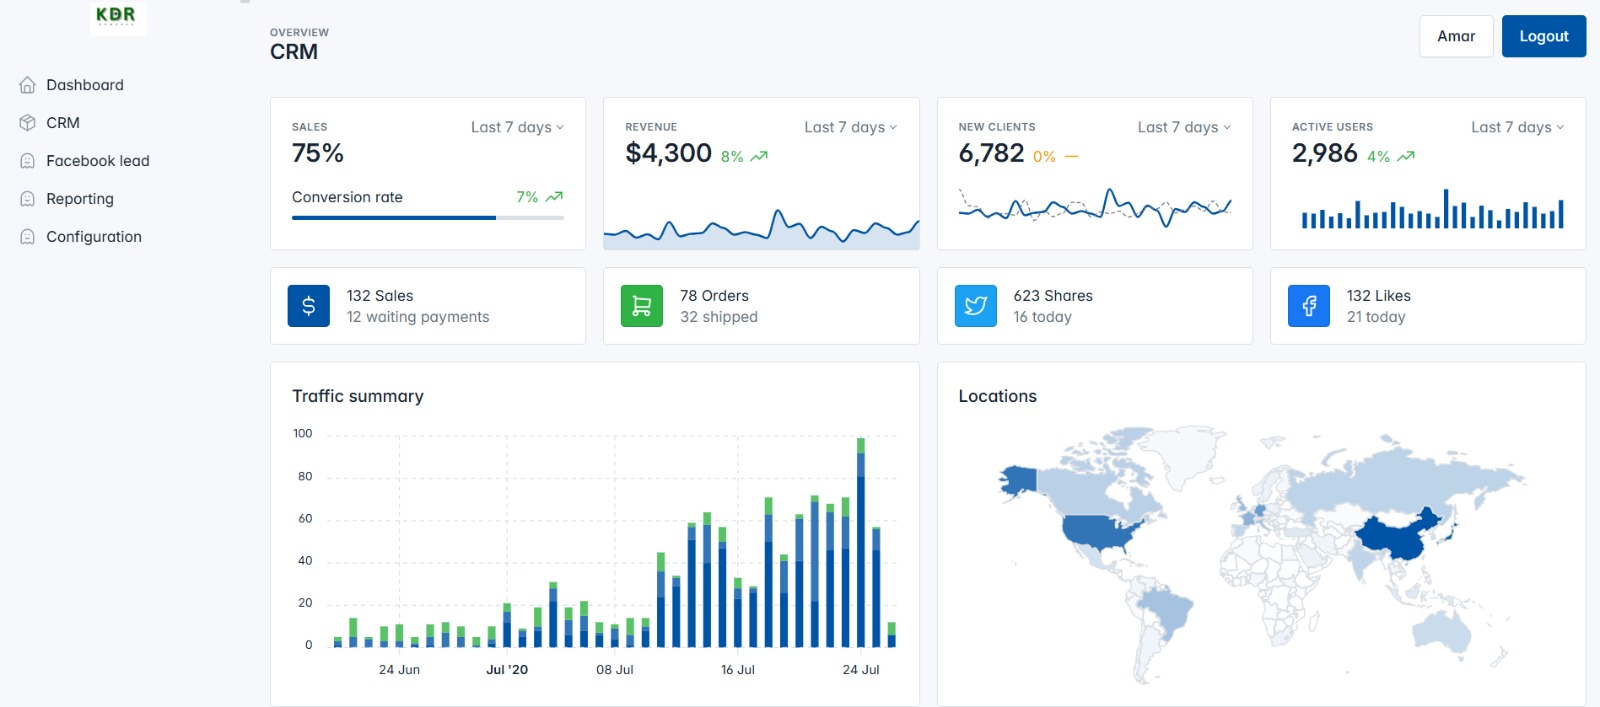 KDR
Dashboard
CRM
Facebook lead
Reporting
Configuration
OVERVIEW
CRM
Amar
Logout
SALES
Last 7 days
75%
Conversion rate
7%
REVENUE
Last 7 days
$4,300 8%
NEW CLIENTS
Last 7 days
6,782 0%
ACTIVE USERS
Last 7 days
2,986 4%
132 Sales
12 waiting payments
78 Orders
32 shipped
623 Shares
16 today
132 Likes
21 today
Traffic summary
100
80
60
40
20
0
24 Jun
Jul '20
08 Jul
16 Jul
24 Jul
Locations